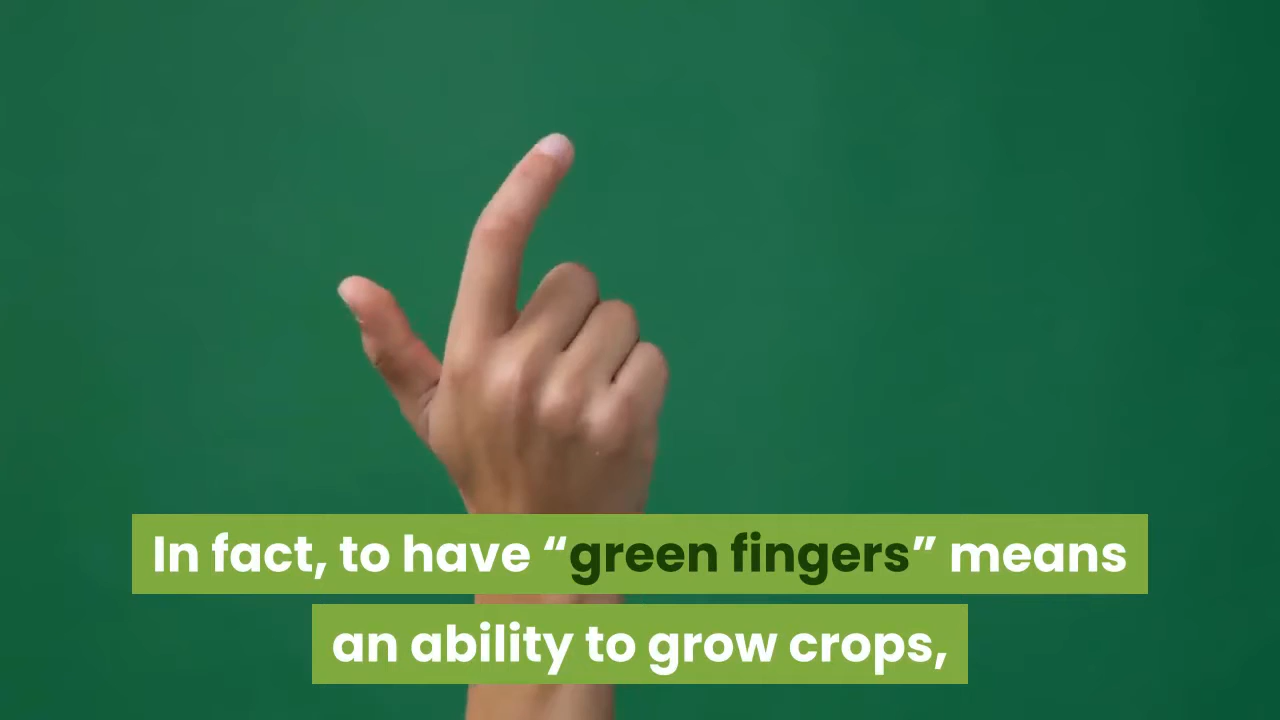 In fact, to have “green fingers” means
an ability to grow crops,